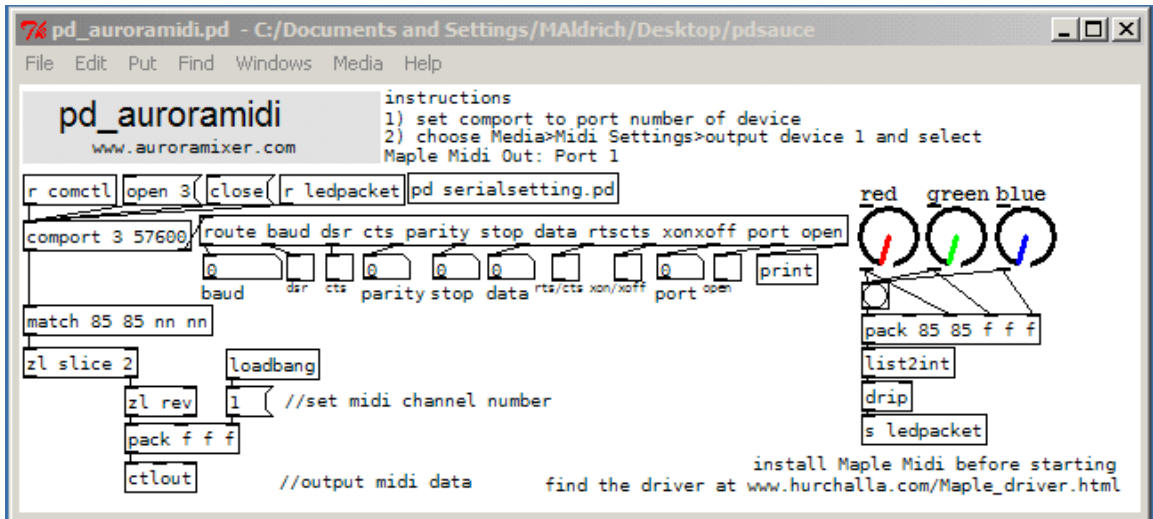 pd_auroramidi.pd - C:/Documents and Settings/MAldrich/Desktop/pdsauce
File Edit Put Find Windows Media Help
pd_auroramidi
www.auroramixer.com
instructions
1) set comport to port number of device
2) choose Media>Midi Settings>output device 1 and select
Maple Midi Out: Port 1
r comctl open 3 close r ledpacket pd serialsetting.pd
red green blue
comport 3 57600 route baud dsr cts parity stop data rtscts xonxoff port open
0 0 0 0 0 print
baud dsr cts parity stop data rts/cts xon/xoff port open
match 85 85 nn nn
pack 85 85 f f f
zl slice 2 loadbang
list2int
zl rev 1 //set midi channel number
drip
pack f f f
s ledpacket
ctlout //output midi data
install Maple Midi before starting
find the driver at www.hurchalla.com/Maple_driver.html